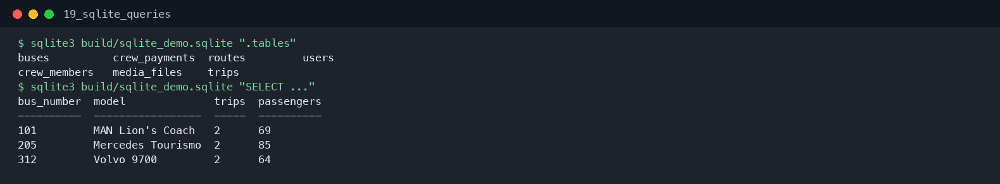 19_sqlite_queries
$ sqlite3 build/sqlite_demo.sqlite ".tables"
buses          crew_payments  routes         users
crew_members   media_files    trips
$ sqlite3 build/sqlite_demo.sqlite "SELECT ..."
bus_number  model              trips  passengers
----------  -----------------  -----  ----------
101         MAN Lion's Coach   2      69
205         Mercedes Tourismo  2      85
312         Volvo 9700         2      64